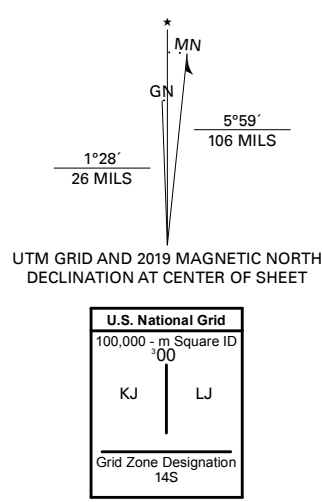 ★
MN
GN
5°59´
106 MILS
1°28´
26 MILS
UTM GRID AND 2019 MAGNETIC NORTH
DECLINATION AT CENTER OF SHEET
U.S. National Grid
100,000 - m Square ID
³00
KJ LJ
Grid Zone Designation
14S